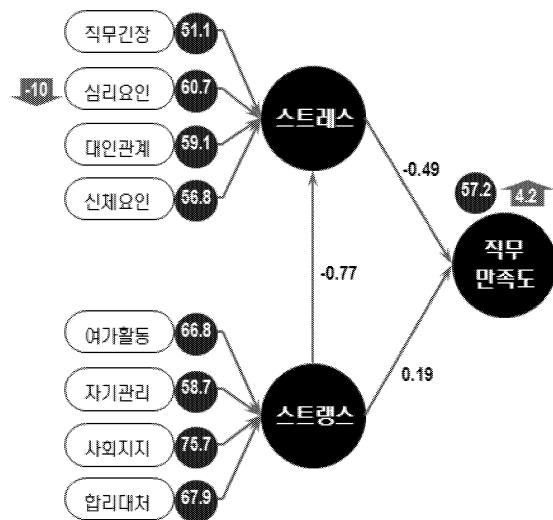 직무긴장 51.1
-10 심리요인 60.7
대인관계 59.1
신체요인 56.8
스트레스
-0.49
57.2 4.2
직무
만족도
-0.77
여가활동 66.8
자기관리 58.7
사회지지 75.7
합리대처 67.9
스트랭스
0.19